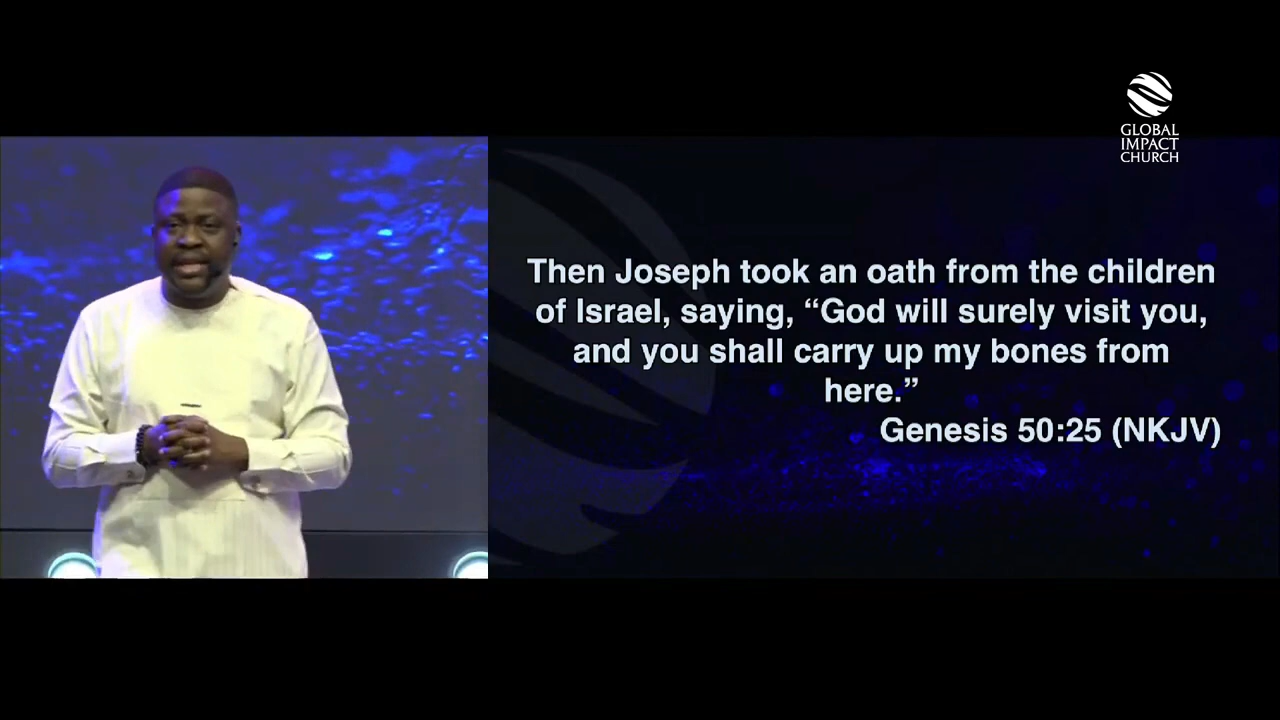 GLOBAL
IMPACT
CHURCH
Then Joseph took an oath from the children
of Israel, saying, “God will surely visit you,
and you shall carry up my bones from
here.”
Genesis 50:25 (NKJV)